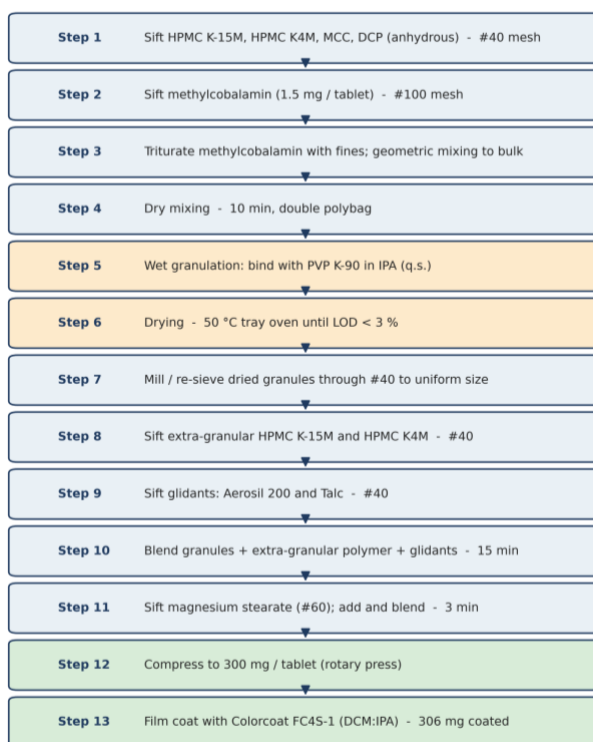 Step 1 Sift HPMC K-15M, HPMC K4M, MCC, DCP (anhydrous) - #40 mesh
Step 2 Sift methylcobalamin (1.5 mg / tablet) - #100 mesh
Step 3 Triturate methylcobalamin with fines; geometric mixing to bulk
Step 4 Dry mixing - 10 min, double polybag
Step 5 Wet granulation: bind with PVP K-90 in IPA (q.s.)
Step 6 Drying - 50 °C tray oven until LOD < 3 %
Step 7 Mill / re-sieve dried granules through #40 to uniform size
Step 8 Sift extra-granular HPMC K-15M and HPMC K4M - #40
Step 9 Sift glidants: Aerosil 200 and Talc - #40
Step 10 Blend granules + extra-granular polymer + glidants - 15 min
Step 11 Sift magnesium stearate (#60); add and blend - 3 min
Step 12 Compress to 300 mg / tablet (rotary press)
Step 13 Film coat with Colorcoat FC4S-1 (DCM:IPA) - 306 mg coated